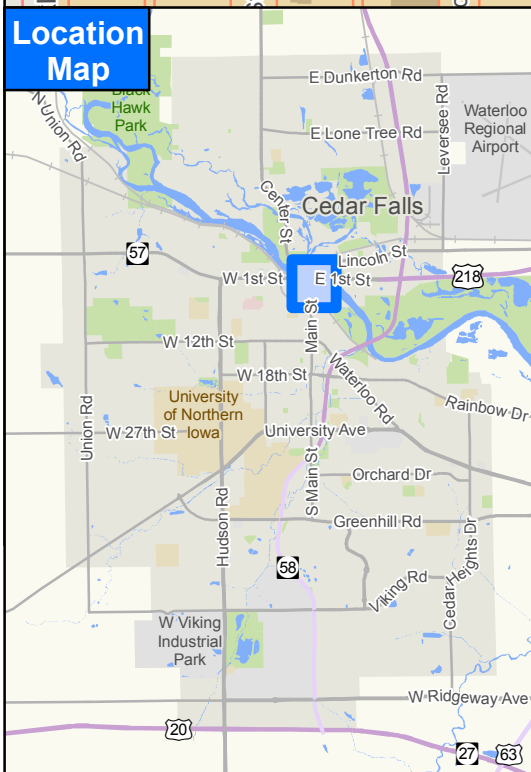 Location
Map
E Dunkerton Rd
Black
Hawk
Park
N Union Rd
E Lone Tree Rd
Leversee Rd
Waterloo
Regional
Airport
Center St
Cedar Falls
57
Lincoln St
W 1st St
E 1st St
218
Main St
W 12th St
W 18th St
Waterloo Rd
Rainbow Dr
University
of Northern
Iowa
Union Rd
W 27th St
University Ave
S Main St
Orchard Dr
Hudson Rd
Greenhill Rd
58
Viking Rd
Cedar Heights Dr
W Viking
Industrial
Park
W Ridgeway Ave
20
27
63